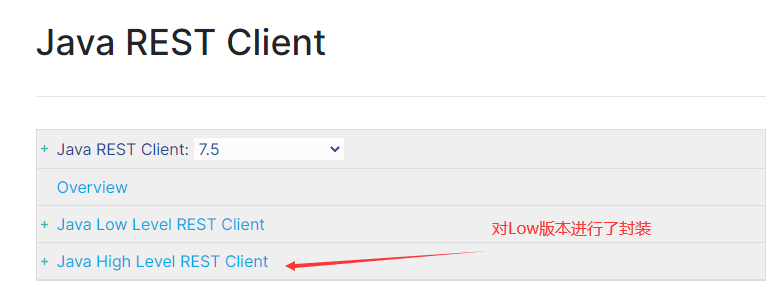 Java REST Client
+ Java REST Client: 7.5
Overview
+ Java Low Level REST Client
对Low版本进行了封装
+ Java High Level REST Client